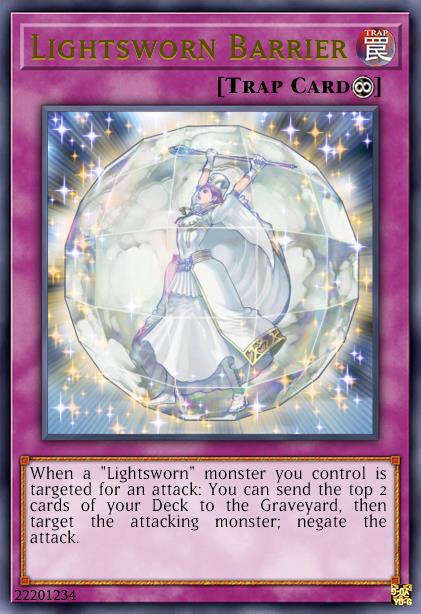 Lightsworn Barrier
TRAP
罠
[Trap Card]
When a "Lightsworn" monster you control is
targeted for an attack: You can send the top 2
cards of your Deck to the Graveyard, then
target the attacking monster; negate the
attack.
22201234